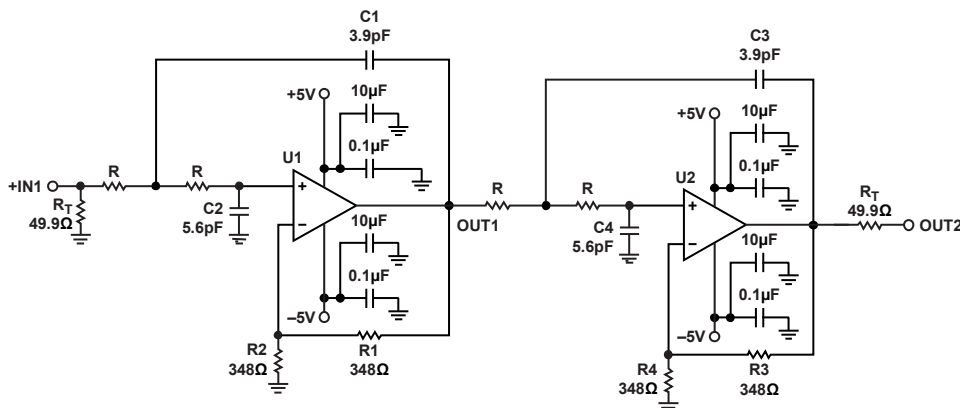 C1
3.9pF
+5V
10µF
0.1µF
U1
+IN1
R
R
R_T
49.9Ω
C2
5.6pF
+
−
10µF
0.1µF
−5V
R2
348Ω
R1
348Ω
OUT1
C3
3.9pF
+5V
10µF
0.1µF
U2
R
R
C4
5.6pF
+
−
R_T
49.9Ω
OUT2
10µF
0.1µF
−5V
R4
348Ω
R3
348Ω